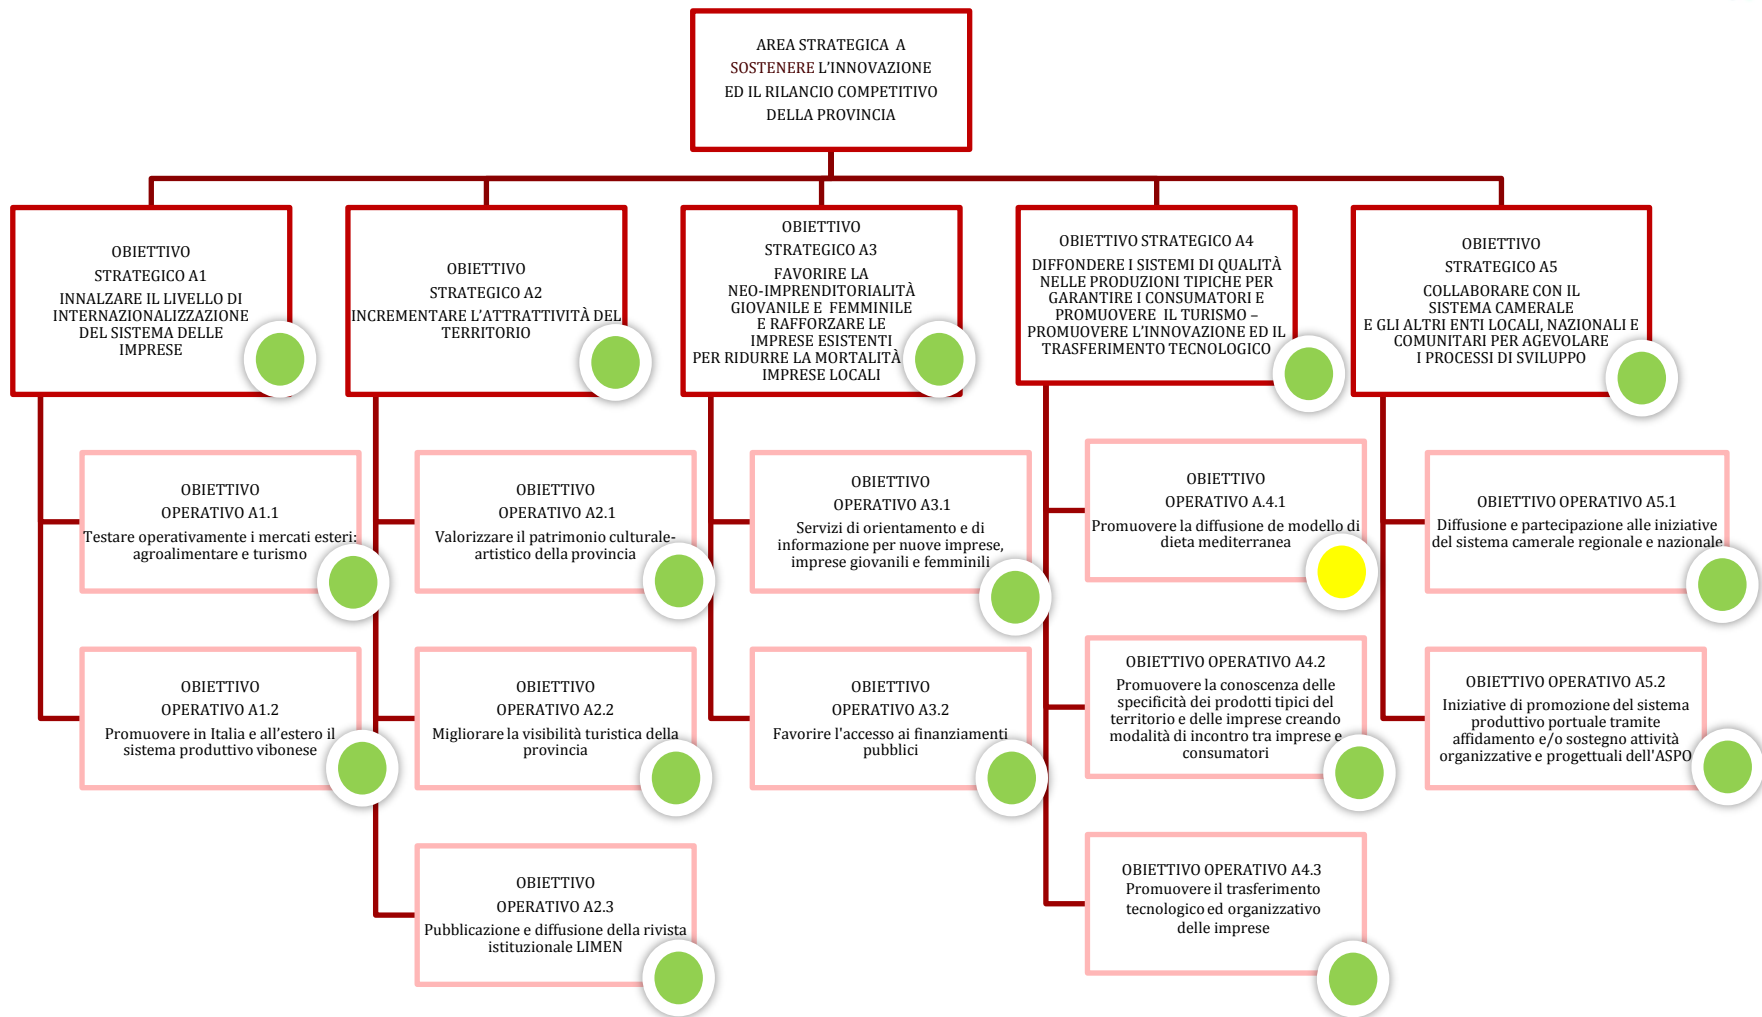 AREA STRATEGICA A
SOSTENERE L'INNOVAZIONE
ED IL RILANCIO COMPETITIVO
DELLA PROVINCIA
OBIETTIVO
STRATEGICO A1
INNALZARE IL LIVELLO DI
INTERNAZIONALIZZAZIONE
DEL SISTEMA DELLE
IMPRESE
OBIETTIVO
STRATEGICO A2
INCREMENTARE L'ATTRATTIVITÀ DEL
TERRITORIO
OBIETTIVO
STRATEGICO A3
FAVORIRE LA
NEO-IMPRENDITORIALITÀ
GIOVANILE E FEMMINILE
E RAFFORZARE LE
IMPRESE ESISTENTI
PER RIDURRE LA MORTALITÀ
IMPRESE LOCALI
OBIETTIVO STRATEGICO A4
DIFFONDERE I SISTEMI DI QUALITÀ
NELLE PRODUZIONI TIPICHE PER
GARANTIRE I CONSUMATORI E
PROMUOVERE IL TURISMO –
PROMUOVERE L'INNOVAZIONE ED IL
TRASFERIMENTO TECNOLOGICO
OBIETTIVO
STRATEGICO A5
COLLABORARE CON IL
SISTEMA CAMERALE
E GLI ALTRI ENTI LOCALI, NAZIONALI E
COMUNITARI PER AGEVOLARE
I PROCESSI DI SVILUPPO
OBIETTIVO
OPERATIVO A1.1
Testare operativamente i mercati esteri:
agroalimentare e turismo
OBIETTIVO
OPERATIVO A2.1
Valorizzare il patrimonio culturale-
artistico della provincia
OBIETTIVO
OPERATIVO A3.1
Servizi di orientamento e di
informazione per nuove imprese,
imprese giovanili e femminili
OBIETTIVO
OPERATIVO A.4.1
Promuovere la diffusione de modello di
dieta mediterranea
OBIETTIVO OPERATIVO A5.1
Diffusione e partecipazione alle iniziative
del sistema camerale regionale e nazionale
OBIETTIVO
OPERATIVO A1.2
Promuovere in Italia e all'estero il
sistema produttivo vibonese
OBIETTIVO
OPERATIVO A2.2
Migliorare la visibilità turistica della
provincia
OBIETTIVO
OPERATIVO A3.2
Favorire l'accesso ai finanziamenti
pubblici
OBIETTIVO OPERATIVO A4.2
Promuovere la conoscenza delle
specificità dei prodotti tipici del
territorio e delle imprese creando
modalità di incontro tra imprese e
consumatori
OBIETTIVO OPERATIVO A5.2
Iniziative di promozione del sistema
produttivo portuale tramite
affidamento e/o sostegno attività
organizzative e progettuali dell'ASPO
OBIETTIVO
OPERATIVO A2.3
Pubblicazione e diffusione della rivista
istituzionale LIMEN
OBIETTIVO OPERATIVO A4.3
Promuovere il trasferimento
tecnologico ed organizzativo
delle imprese